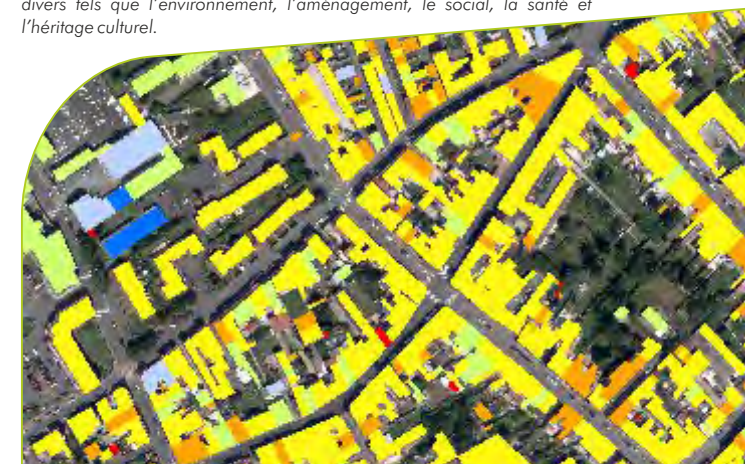 divers tels que l'environnement, l'aménagement, le social, la santé et
l'héritage culturel.